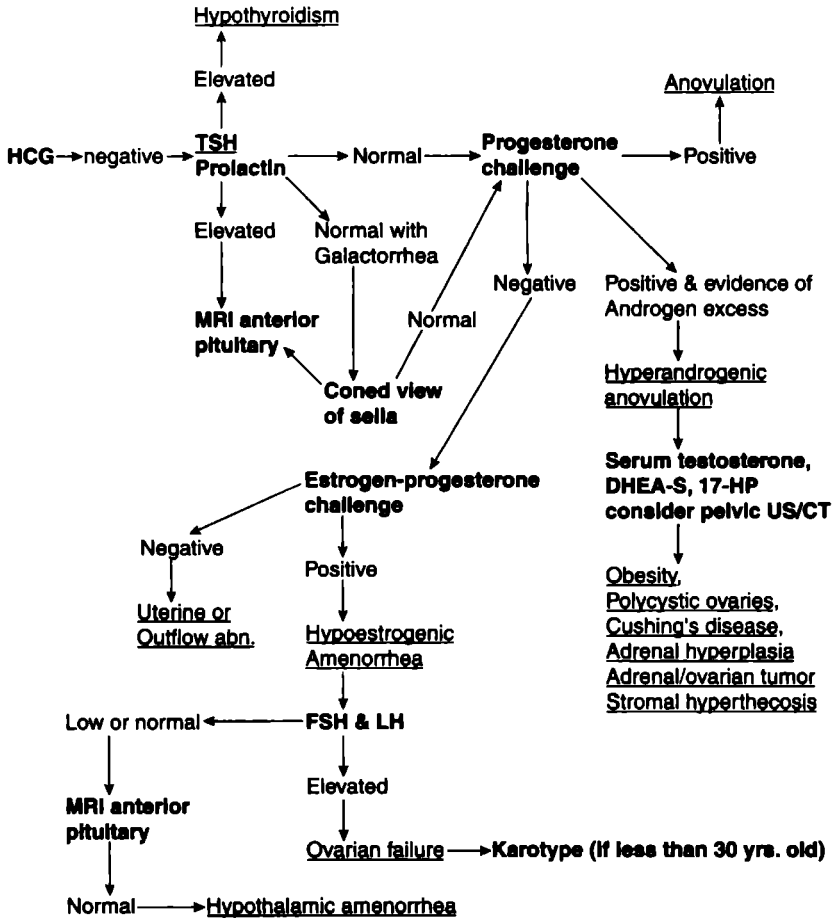 Hypothyroidism
Elevated
Anovulation
HCG
negative
TSH
Prolactin
Normal
Progesterone
challenge
Positive
Elevated
Normal with
Galactorrhea
Negative
Positive & evidence of
Androgen excess
MRI anterior
pituitary
Normal
Coned view
of sella
Hyperandrogenic
anovulation
Serum testosterone,
DHEA-S, 17-HP
consider pelvic US/CT
Estrogen-progesterone
challenge
Negative
Positive
Uterine or
Outflow abn.
Hypoestrogenic
Amenorrhea
Obesity,
Polycystic ovaries,
Cushing's disease,
Adrenal hyperplasia
Adrenal/ovarian tumor
Stromal hyperthecosis
Low or normal
FSH & LH
Elevated
MRI anterior
pituitary
Ovarian failure
Karotype (if less than 30 yrs. old)
Normal
Hypothalamic amenorrhea